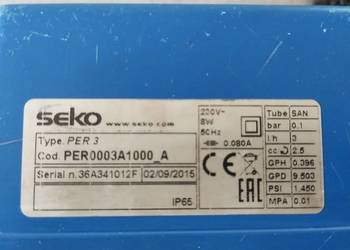 seko www.seko.com
Type. PER 3
Cod. PER0003A1000_A
Serial n.36A341012F 02/09/2015
IP65
230V~
8W
50Hz
0.080A
CE EAC
Tube SAN
bar 0.1
l/h 3
cc 2.5
GPH 0.396
GPD 9.503
PSI 1.450
MPA 0.01